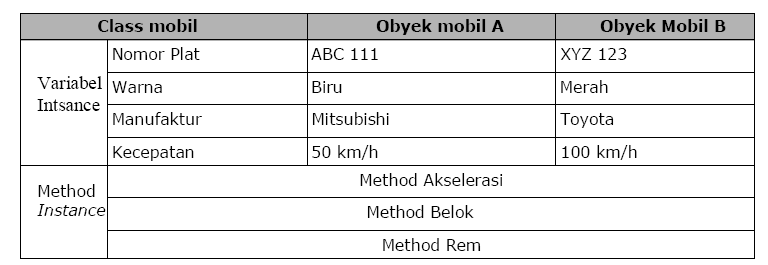 Class mobil Obyek mobil A Obyek Mobil B
Variabel Intsance
Nomor Plat ABC 111 XYZ 123
Warna Biru Merah
Manufaktur Mitsubishi Toyota
Kecepatan 50 km/h 100 km/h
Method Instance
Method Akselerasi
Method Belok
Method Rem